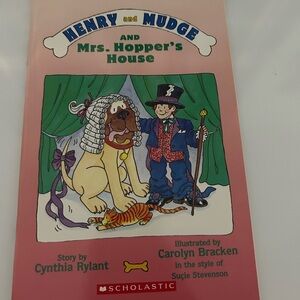 HENRY and MUDGE
AND
Mrs. Hopper's
House
Story by
Cynthia Rylant
Illustrated by
Carolyn Bracken
in the style of
Suçie Stevenson
SCHOLASTIC